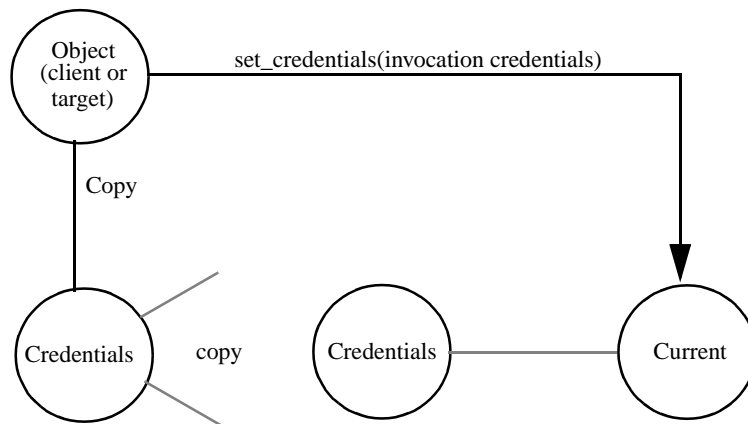 Object
(client or
target)
set_credentials(invocation credentials)
Copy
Credentials
copy
Credentials
Current